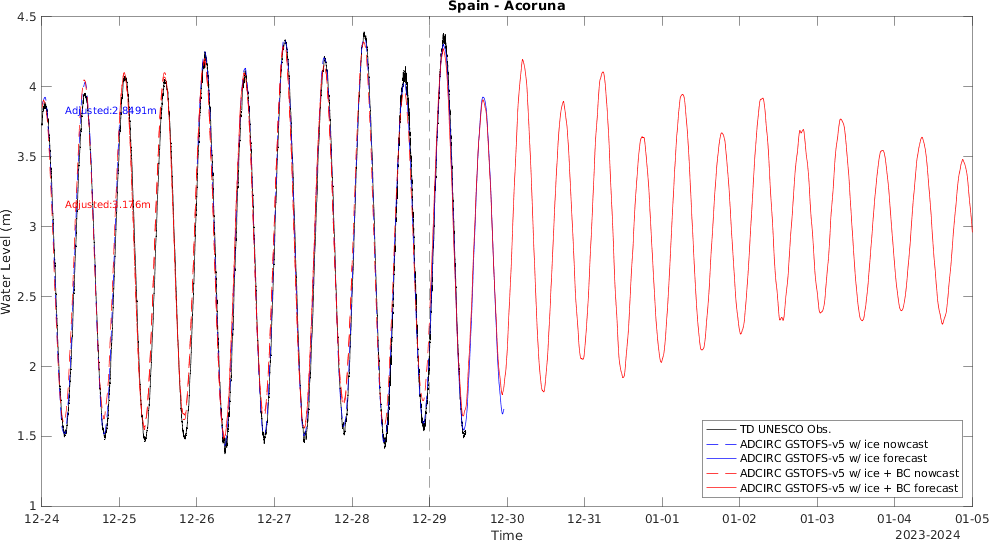 Spain - Acoruna
4.5
4
3.5
3
2.5
2
1.5
1
Water Level (m)
Adjusted:2.8491m
Adjusted:3.176m
TD UNESCO Obs.
ADCIRC GSTOFS-v5 w/ ice nowcast
ADCIRC GSTOFS-v5 w/ ice forecast
ADCIRC GSTOFS-v5 w/ ice + BC nowcast
ADCIRC GSTOFS-v5 w/ ice + BC forecast
12-24 12-25 12-26 12-27 12-28 12-29 12-30 12-31 01-01 01-02 01-03 01-04 01-05
Time
2023-2024